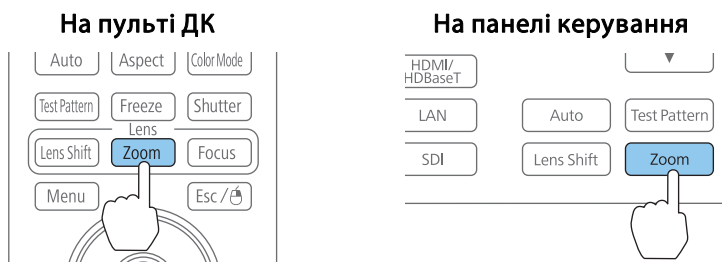 На пульті ДК
Auto Aspect Color Mode
Test Pattern Freeze Shutter
Lens
Lens Shift Zoom Focus
Menu Esc /
На панелі керування
HDMI/
HDBaseT
LAN Auto Test Pattern
SDI Lens Shift Zoom